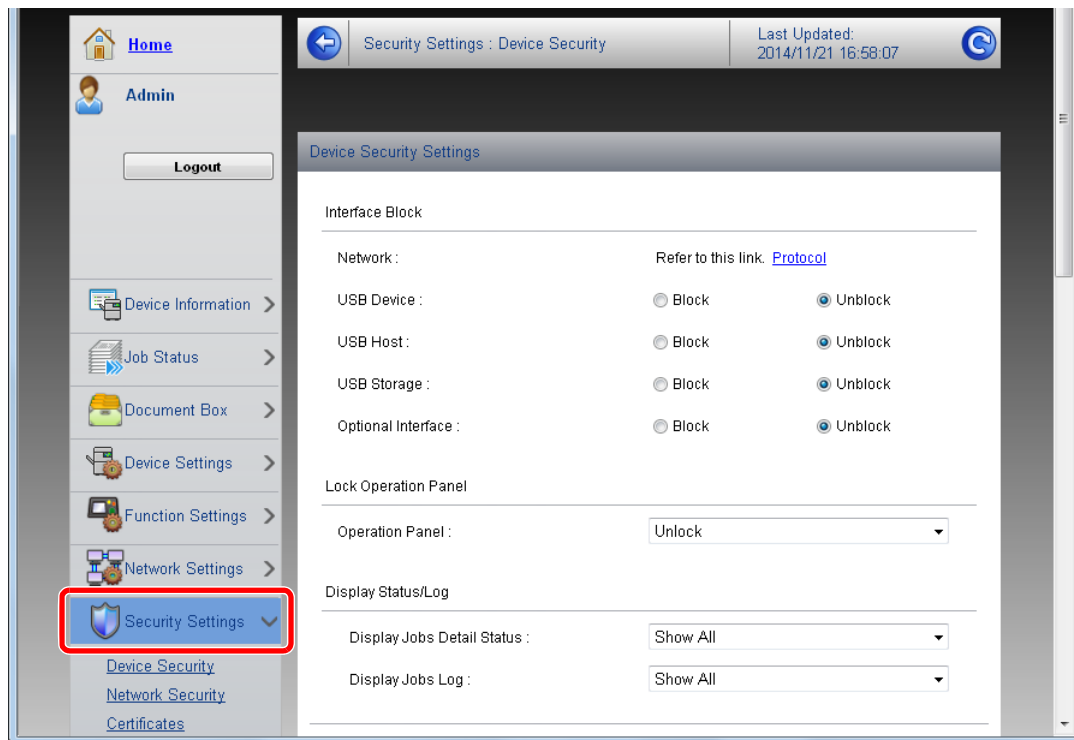 Home
Admin
Logout
Device Information
Job Status
Document Box
Device Settings
Function Settings
Network Settings
Security Settings
Device Security
Network Security
Certificates
Security Settings : Device Security
Last Updated:
2014/11/21 16:58:07
Device Security Settings
Interface Block
Network : Refer to this link. Protocol
USB Device : Block Unblock
USB Host : Block Unblock
USB Storage : Block Unblock
Optional Interface : Block Unblock
Lock Operation Panel
Operation Panel : Unlock
Display Status/Log
Display Jobs Detail Status : Show All
Display Jobs Log : Show All